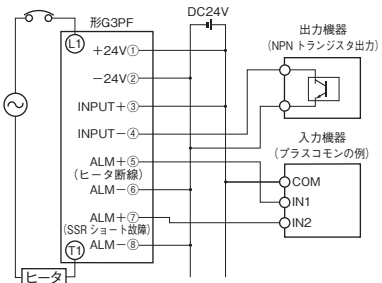 形G3PF
DC24V
L1
+24V①
−24V②
INPUT+③
INPUT−④
ALM+⑤
(ヒータ断線)
ALM−⑥
ALM+⑦
(SSR ショート故障)
T1
ALM−⑧
ヒータ
出力機器
(NPN トランジスタ出力)
入力機器
(プラスコモンの例)
COM
IN1
IN2